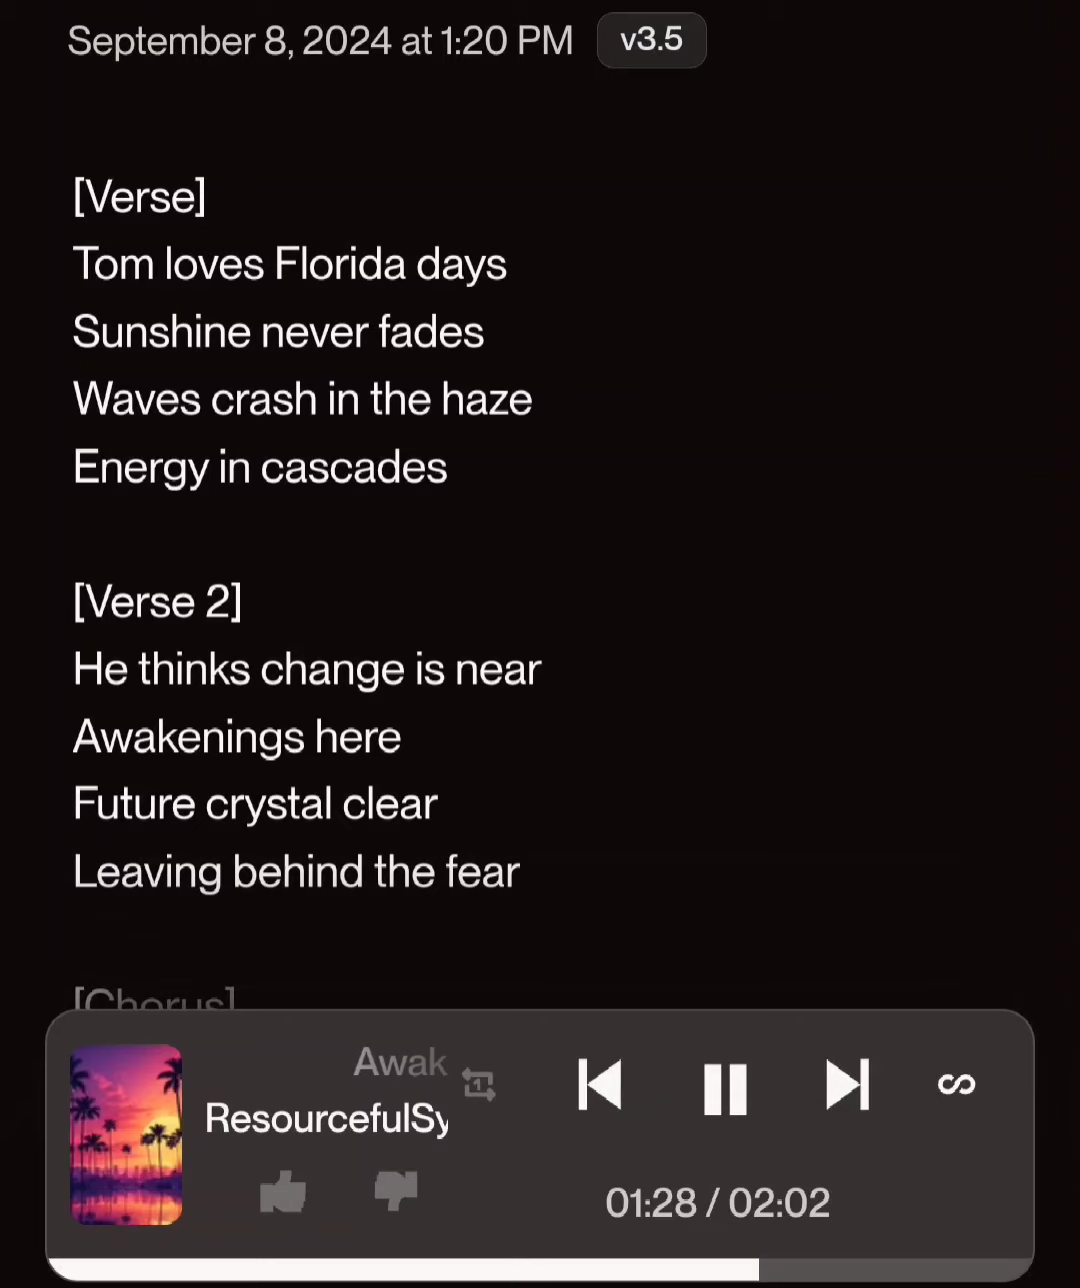 September 8, 2024 at 1:20 PM v3.5
[Verse]
Tom loves Florida days
Sunshine never fades
Waves crash in the haze
Energy in cascades
[Verse 2]
He thinks change is near
Awakenings here
Future crystal clear
Leaving behind the fear
[Chorus]
Awak
ResourcefulSy
01:28 / 02:02